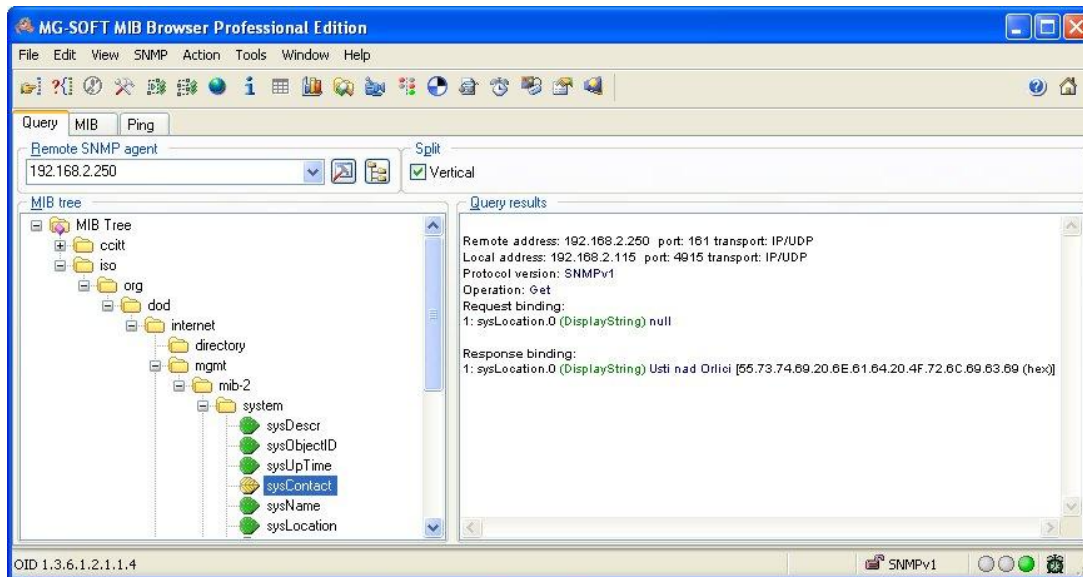 MG-SOFT MIB Browser Professional Edition
File Edit View SNMP Action Tools Window Help
Query MIB Ping
Remote SNMP agent
Split
192.168.2.250
Vertical
MIB tree
MIB Tree
ccitt
iso
org
dod
internet
directory
mgmt
mib-2
system
sysDescr
sysObjectID
sysUpTime
sysContact
sysName
sysLocation
Query results
Remote address: 192.168.2.250 port: 161 transport: IP/UDP
Local address: 192.168.2.115 port: 4915 transport: IP/UDP
Protocol version: SNMPv1
Operation: Get
Request binding:
1: sysLocation.0 (DisplayString) null
Response binding:
1: sysLocation.0 (DisplayString) Usti nad Orlici [55.73.74.69.20.6E.61.64.20.4F.72.6C.69.63.69 (hex)]
OID 1.3.6.1.2.1.1.4
SNMPv1